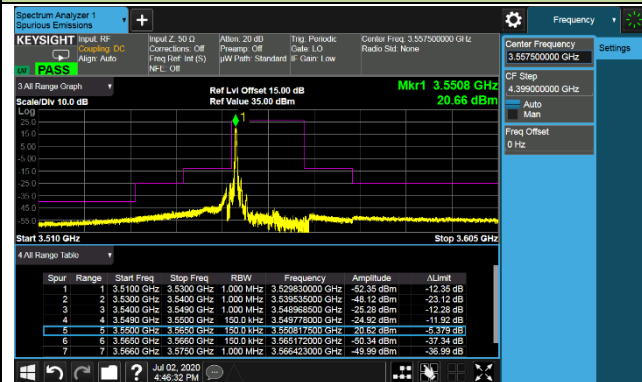 Spectrum Analyzer 1
Spurious Emissions
Frequency
KEYSIGHT
Input: RF
Coupling: DC
Align: Auto
Input Z: 50 Ω
Corrections: Off
Freq Ref: Int (S)
NFE: Off
Atten: 20 dB
Preamp: Off
µW Path: Standard
Trig: Periodic
Gate: LO
IF Gain: Low
Center Freq: 3.557500000 GHz
Radio Std: None
PASS
Center Frequency
3.557500000 GHz
Settings
CF Step
4.399000000 GHz
Auto
Man
Freq Offset
0 Hz
3 All Range Graph
Scale/Div 10.0 dB
Ref Lvl Offset 15.00 dB
Ref Value 35.00 dBm
Mkr1 3.5508 GHz
20.66 dBm
Log
25.0
15.0
5.00
-5.00
-15.0
-25.0
-35.0
-45.0
-55.0
1
Start 3.510 GHz
Stop 3.605 GHz
4 All Range Table
Spur Range Start Freq Stop Freq RBW Frequency Amplitude ΔLimit
1 1 3.5100 GHz 3.5300 GHz 1.000 MHz 3.529830000 GHz -52.35 dBm -12.35 dB
2 2 3.5300 GHz 3.5400 GHz 1.000 MHz 3.539535000 GHz -48.12 dBm -23.12 dB
3 3 3.5400 GHz 3.5490 GHz 1.000 MHz 3.548968500 GHz -25.28 dBm -12.28 dB
4 4 3.5490 GHz 3.5500 GHz 150.0 kHz 3.549778000 GHz -24.92 dBm -11.92 dB
5 5 3.5500 GHz 3.5650 GHz 150.0 kHz 3.550817500 GHz 20.62 dBm -5.379 dB
6 6 3.5650 GHz 3.5660 GHz 150.0 kHz 3.565172000 GHz -50.34 dBm -37.34 dB
7 7 3.5660 GHz 3.5750 GHz 1.000 MHz 3.566423000 GHz -49.99 dBm -36.99 dB
Jul 02, 2020
4:46:32 PM